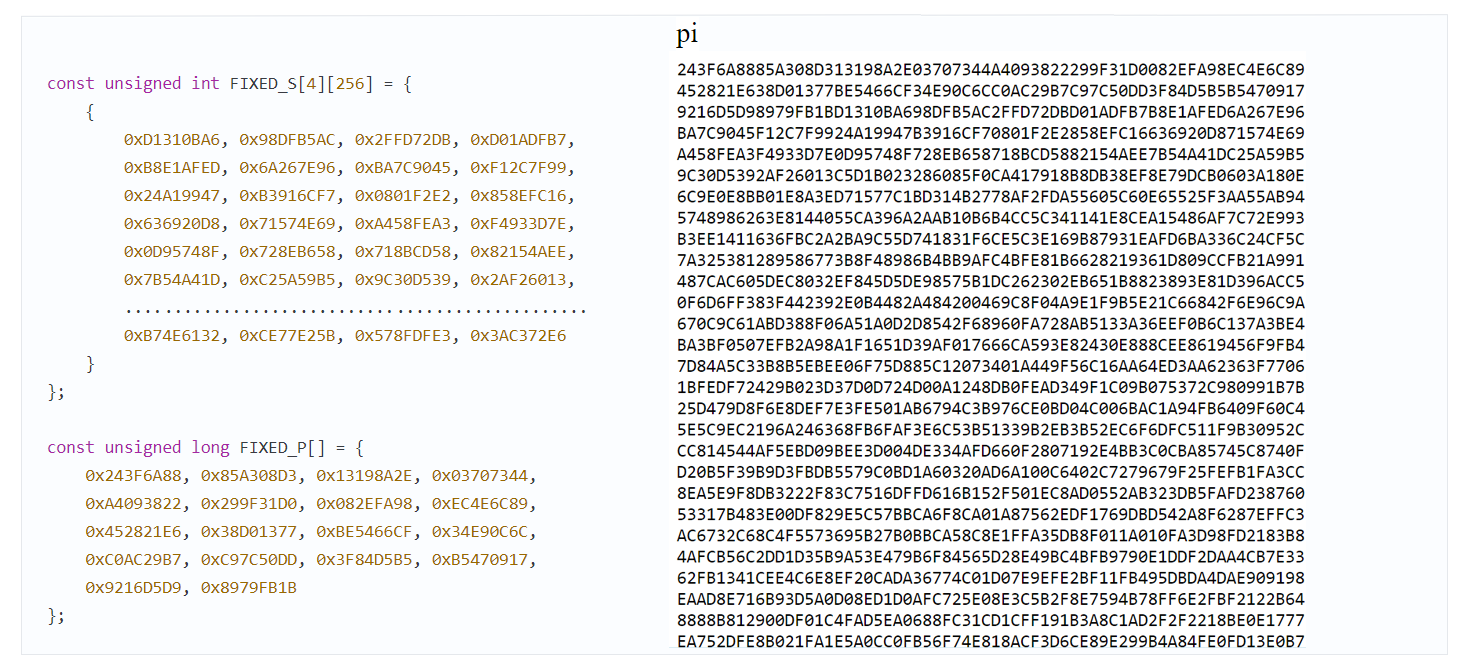 const unsigned int FIXED_S[4][256] = {
{
0xD1310BA6, 0x98DFB5AC, 0x2FFD72DB, 0xD01ADFB7,
0xB8E1AFED, 0x6A267E96, 0xBA7C9045, 0xF12C7F99,
0x24A19947, 0xB3916CF7, 0x0801F2E2, 0x858EFC16,
0x636920D8, 0x71574E69, 0xA458FEA3, 0xF4933D7E,
0x0D95748F, 0x728EB658, 0x718BCD58, 0x82154AEE,
0x7B54A41D, 0xC25A59B5, 0x9C30D539, 0x2AF26013,
................................................
0xB74E6132, 0xCE77E25B, 0x578FDFE3, 0x3AC372E6
}
};
const unsigned long FIXED_P[] = {
0x243F6A88, 0x85A308D3, 0x13198A2E, 0x03707344,
0xA4093822, 0x299F31D0, 0x082EFA98, 0xEC4E6C89,
0x452821E6, 0x38D01377, 0xBE5466CF, 0x34E90C6C,
0xC0AC29B7, 0xC97C50DD, 0x3F84D5B5, 0xB5470917,
0x9216D5D9, 0x8979FB1B
};
pi
243F6A8885A308D313198A2E03707344A4093822299F31D0082EFA98EC4E6C89
452821E638D01377BE5466CF34E90C6CC0AC29B7C97C50DD3F84D5B5B5470917
9216D5D98979FB1BD1310BA698DFB5AC2FFD72DBD01ADFB7B8E1AFED6A267E96
BA7C9045F12C7F9924A19947B3916CF70801F2E2858EFC16636920D871574E69
A458FEA3F4933D7E0D95748F728EB658718BCD5882154AEE7B54A41DC25A59B5
9C30D5392AF26013C5D1B023286085F0CA417918B8DB38EF8E79DCB0603A180E
6C9E0E8BB01E8A3ED71577C1BD314B2778AF2FDA55605C60E65525F3AA55AB94
5748986263E8144055CA396A2AAB10B6B4CC5C341141E8CEA15486AF7C72E993
B3EE1411636FBC2A2BA9C55D741831F6CE5C3E169B87931EAFD6BA336C24CF5C
7A325381289586773B8F48986B4BB9AFC4BFE81B6628219361D809CCFB21A991
487CAC605DEC8032EF845D5DE98575B1DC262302EB651B8823893E81D396ACC5
0F6D6FF383F442392E0B4482A484200469C8F04A9E1F9B5E21C66842F6E96C9A
670C9C61ABD388F06A51A0D2D8542F68960FA728AB5133A36EEF0B6C137A3BE4
BA3BF0507EFB2A98A1F1651D39AF017666CA593E82430E888CEE8619456F9FB4
7D84A5C33B8B5EBEE06F75D885C12073401A449F56C16AA64ED3AA62363F7706
1BFEDF72429B023D37D0D724D00A1248DB0FEAD349F1C09B075372C980991B7B
25D479D8F6E8DEF7E3FE501AB6794C3B976CE0BD04C006BAC1A94FB6409F60C4
5E5C9EC2196A246368FB6FAF3E6C53B51339B2EB3B52EC6F6DFC511F9B30952C
CC814544AF5EBD09BEE3D004DE334AFD660F2807192E4BB3C0CBA85745C8740F
D20B5F39B9D3FBDB5579C0BD1A60320AD6A100C6402C7279679F25FEFB1FA3CC
8EA5E9F8DB3222F83C7516DFFD616B152F501EC8AD0552AB323DB5FAFD238760
53317B483E00DF829E5C57BBCA6F8CA01A87562EDF1769DBD542A8F6287EFFC3
AC6732C68C4F5573695B27B0BBCA58C8E1FFA35DB8F011A010FA3D98FD2183B8
4AFCB56C2DD1D35B9A53E479B6F84565D28E49BC4BFB9790E1DDF2DAA4CB7E33
62FB1341CEE4C6E8EF20CADA36774C01D07E9EFE2BF11FB495DBDA4DAE909198
EAAD8E716B93D5A0D08ED1D0AFC725E08E3C5B2F8E7594B78FF6E2FBF2122B64
8888B812900DF01C4FAD5EA0688FC31CD1CFF191B3A8C1AD2F2F2218BE0E1777
EA752DFE8B021FA1E5A0CC0FB56F74E818ACF3D6CE89E299B4A84FE0FD13E0B7